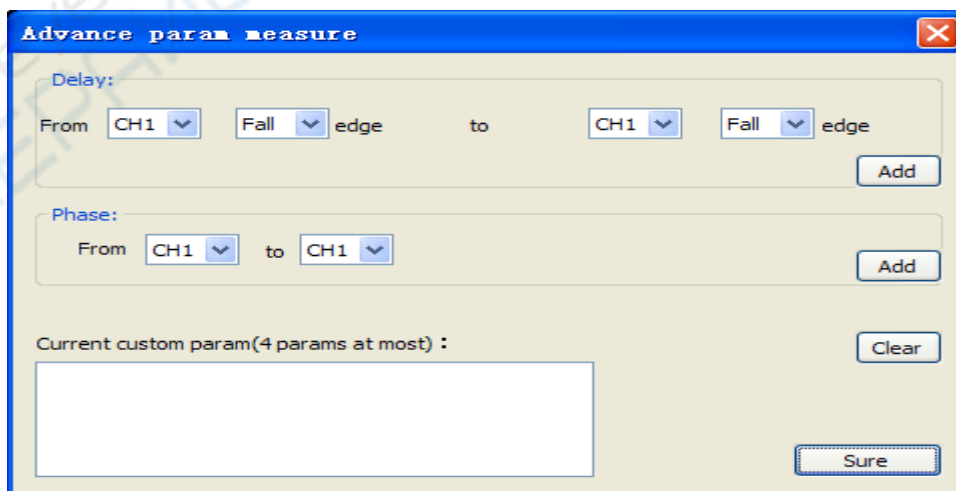 Advance param measure
Delay:
From CH1 Fall edge to CH1 Fall edge
Add
Phase:
From CH1 to CH1
Add
Current custom param(4 params at most) :
Clear
Sure